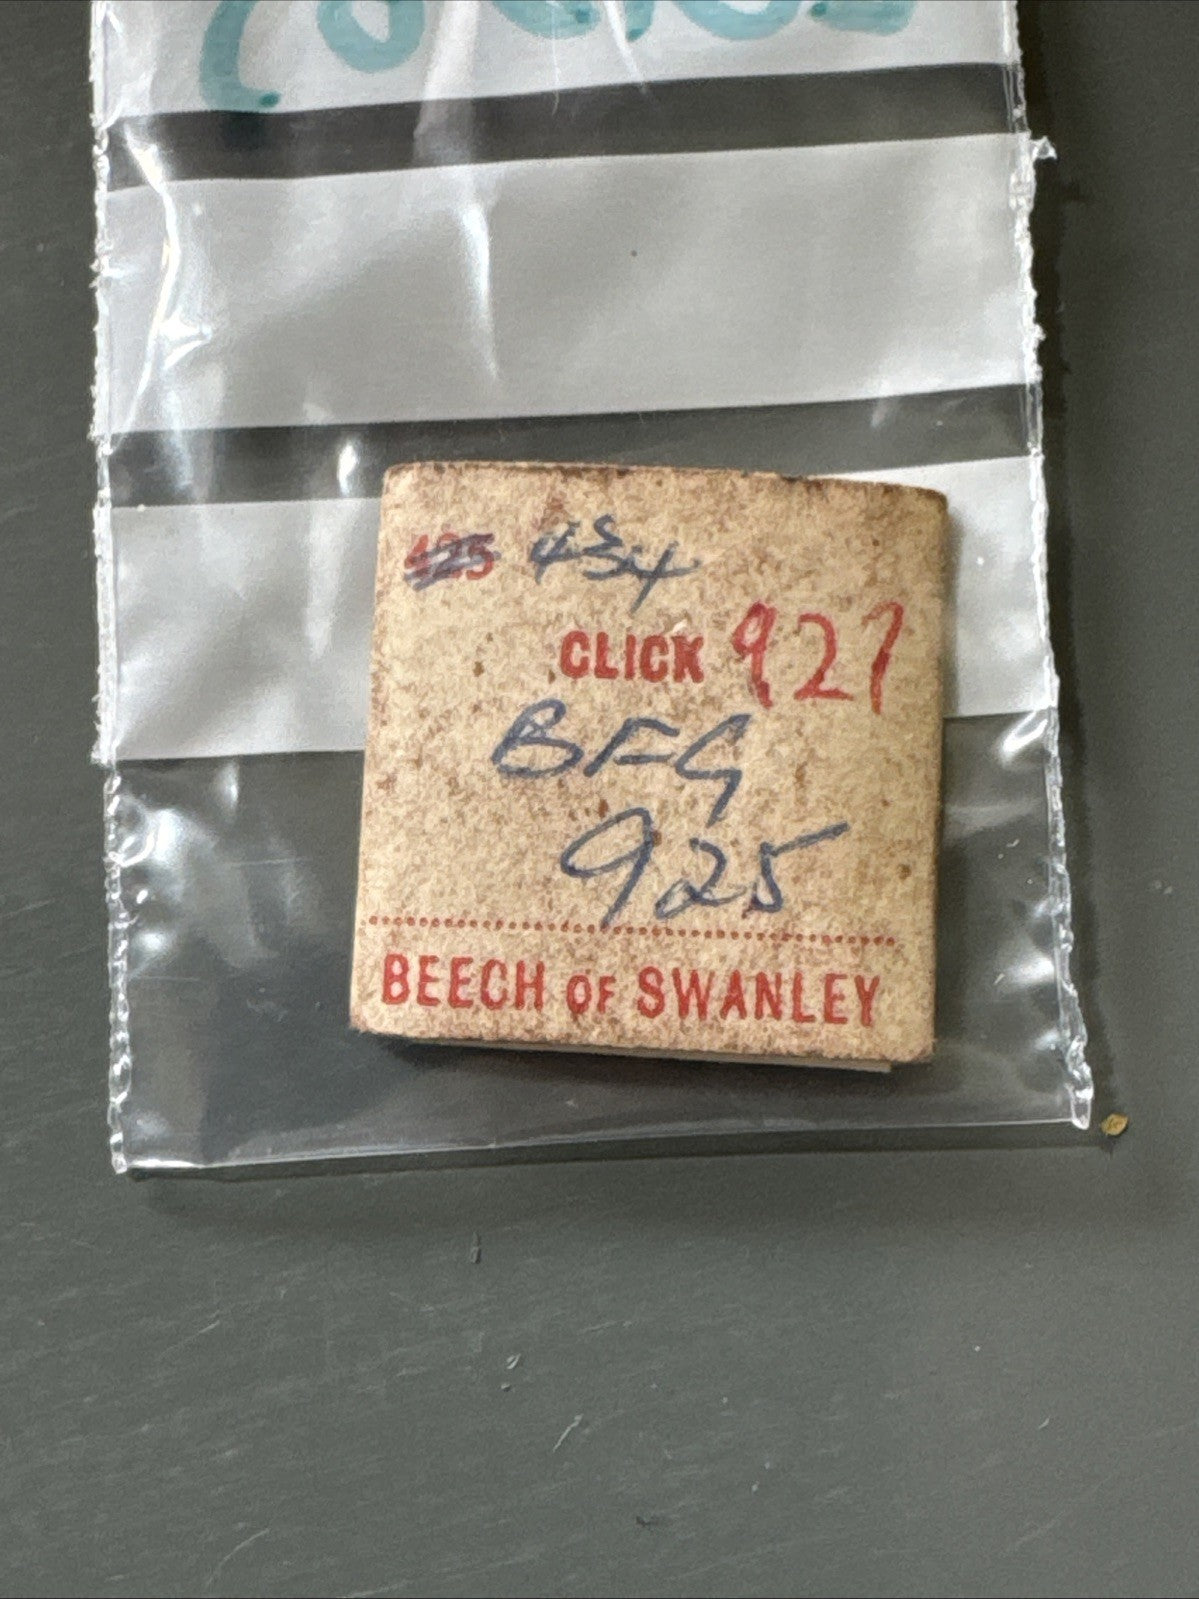 425 434
CLICK 927
BFG
925
BEECH OF SWANLEY